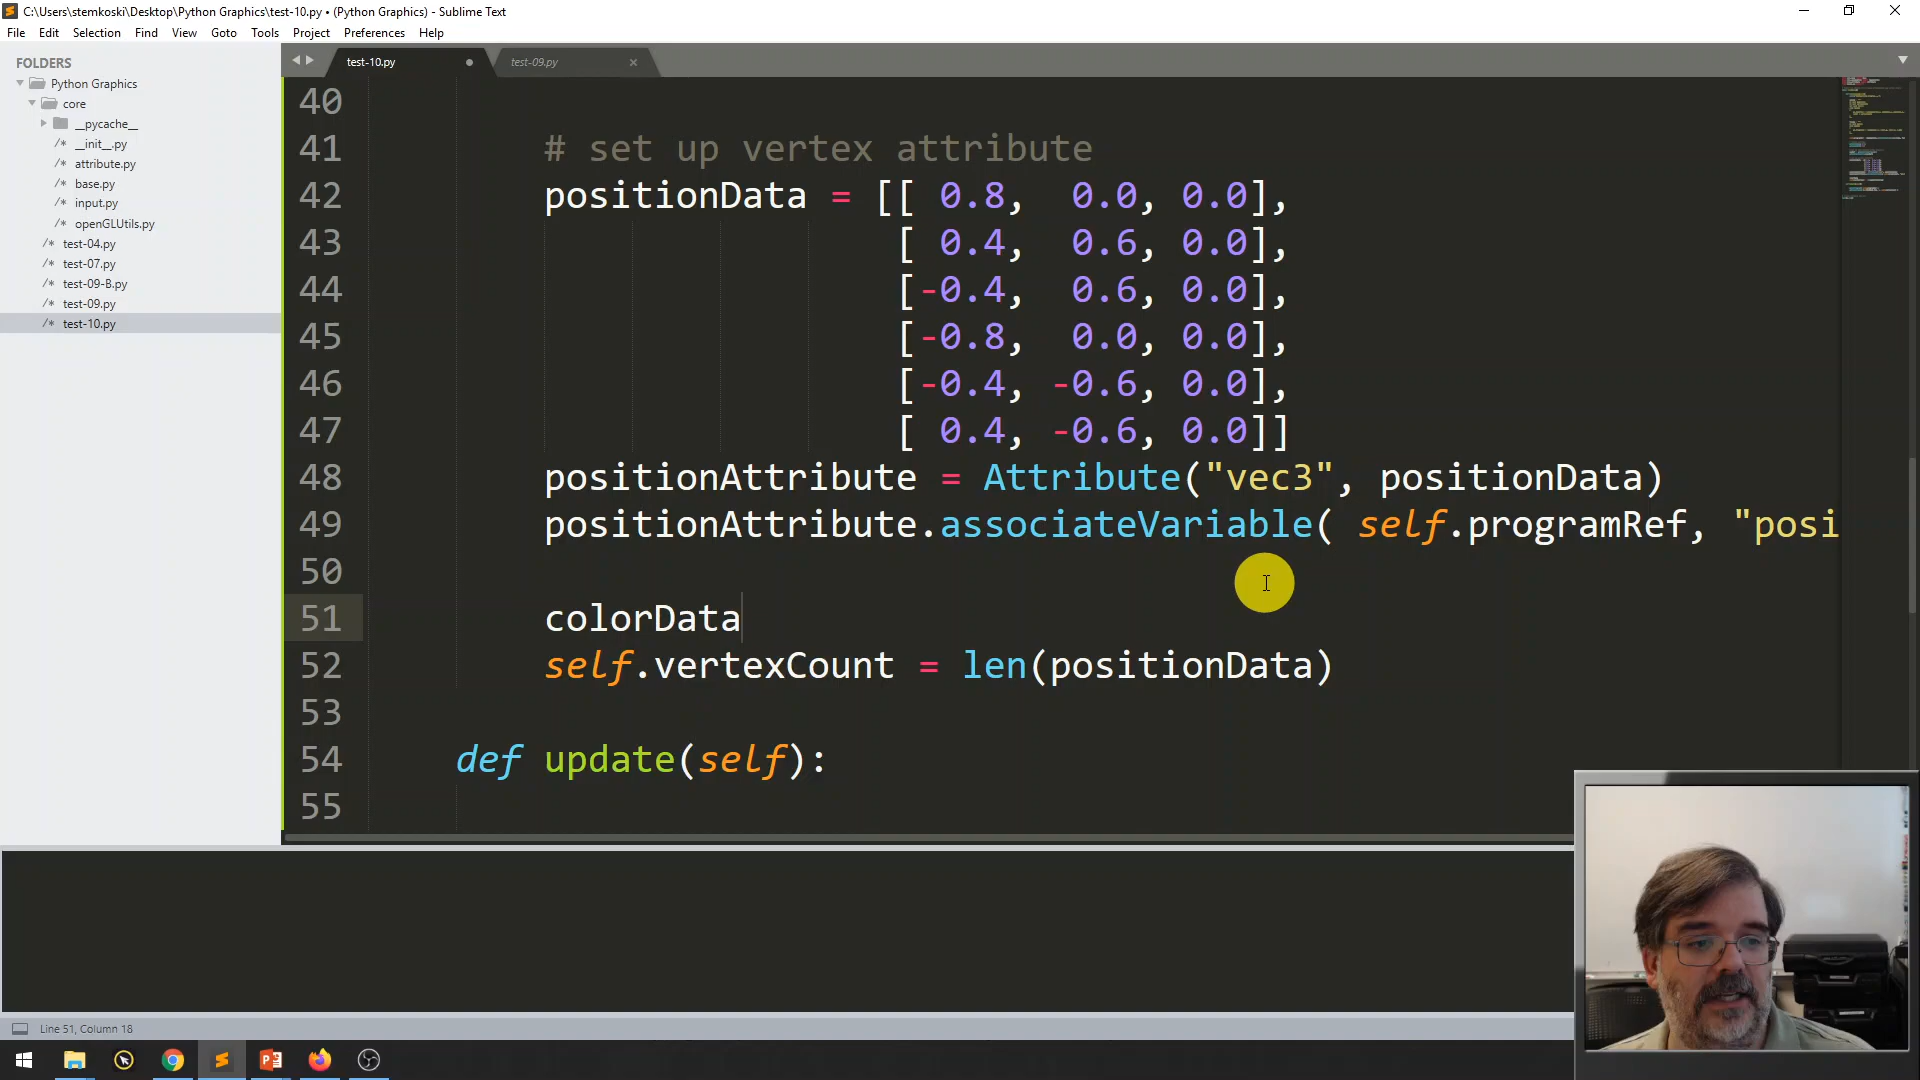 C:\Users\stemkoski\Desktop\Python Graphics\test-10.py • (Python Graphics) - Sublime Text
File Edit Selection Find View Goto Tools Project Preferences Help
FOLDERS
Python Graphics
core
__pycache__
/* __init__.py
/* attribute.py
/* base.py
/* input.py
/* openGLUtils.py
/* test-04.py
/* test-07.py
/* test-09-B.py
/* test-09.py
/* test-10.py
test-10.py test-09.py
40
41 # set up vertex attribute
42 positionData = [[ 0.8, 0.0, 0.0],
43 [ 0.4, 0.6, 0.0],
44 [-0.4, 0.6, 0.0],
45 [-0.8, 0.0, 0.0],
46 [-0.4, -0.6, 0.0],
47 [ 0.4, -0.6, 0.0]]
48 positionAttribute = Attribute("vec3", positionData)
49 positionAttribute.associateVariable( self.programRef, "posi
50
51 colorData
52 self.vertexCount = len(positionData)
53
54 def update(self):
55
Line 51, Column 18